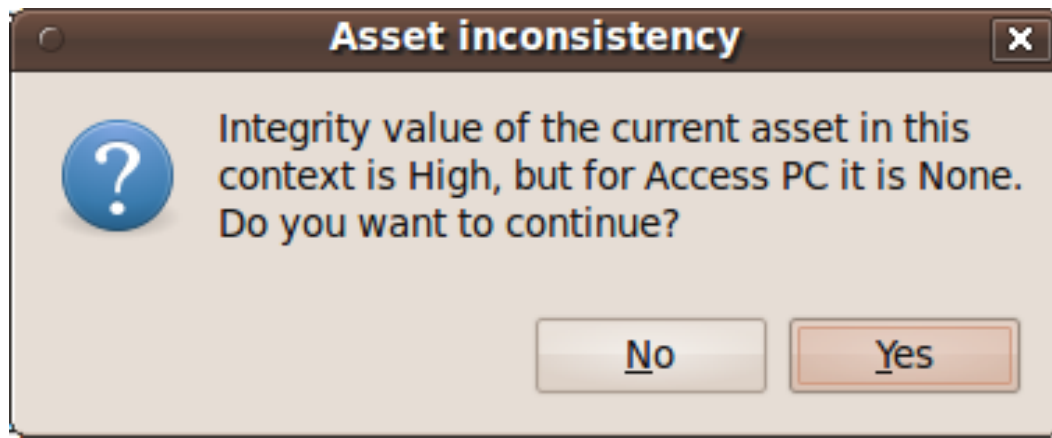 Asset inconsistency
Integrity value of the current asset in this
context is High, but for Access PC it is None.
Do you want to continue?
No
Yes